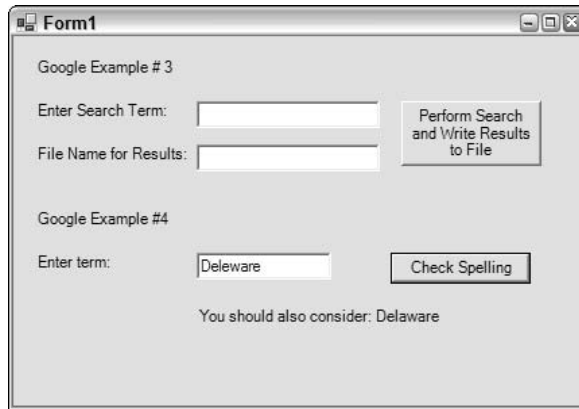 Form1
Google Example # 3
Enter Search Term:
Perform Search
and Write Results
to File
File Name for Results:
Google Example #4
Enter term:
Deleware
Check Spelling
You should also consider: Delaware